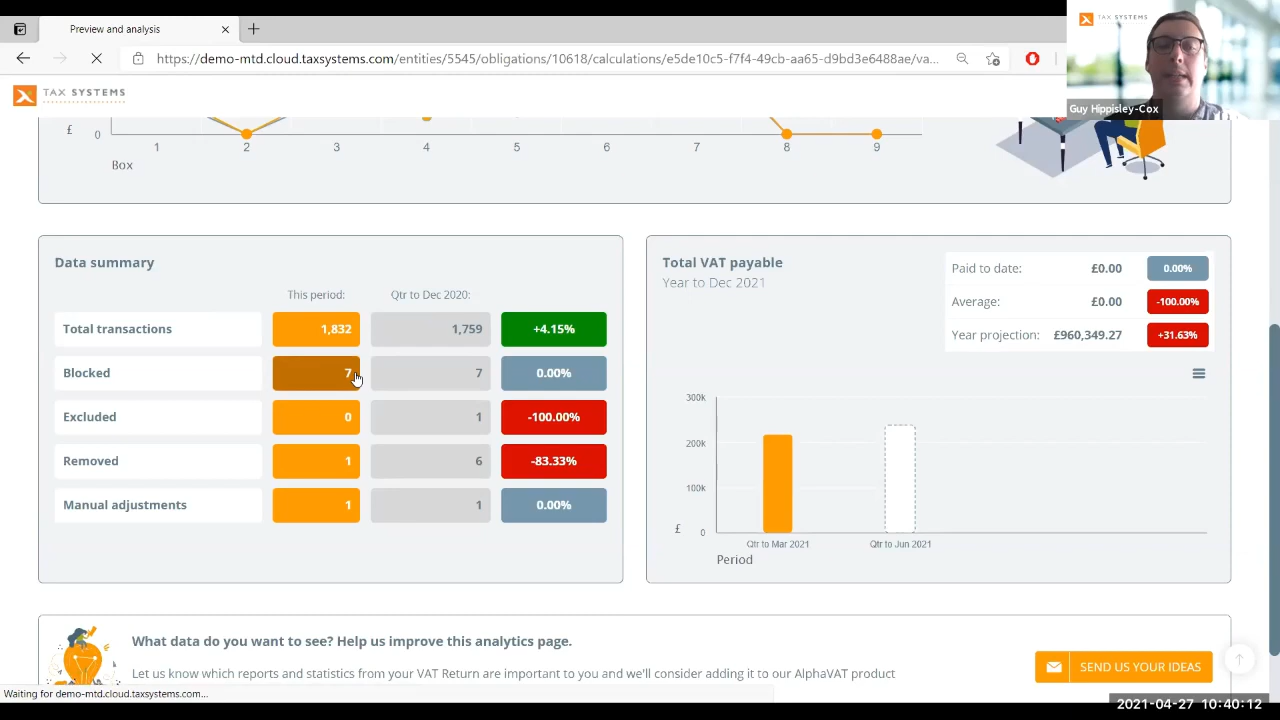 Preview and analysis
https://demo-mtd.cloud.taxsystems.com/entities/5545/obligations/10618/calculations/e5de10c5-f7f4-49cb-aa65-d9bd3e6488ae/va...
TAX SYSTEMS
Guy Hippisley-Cox
TAX SYSTEMS
£
0
1 2 3 4 5 6 7 8 9
Box
Data summary
This period: Qtr to Dec 2020:
Total transactions 1,832 1,759 +4.15%
Blocked 7 7 0.00%
Excluded 0 1 -100.00%
Removed 1 6 -83.33%
Manual adjustments 1 1 0.00%
Total VAT payable
Year to Dec 2021
Paid to date: £0.00 0.00%
Average: £0.00 -100.00%
Year projection: £960,349.27 +31.63%
300k
200k
100k
£ 0
Qtr to Mar 2021 Qtr to Jun 2021
Period
What data do you want to see? Help us improve this analytics page.
Let us know which reports and statistics from your VAT Return are important to you and we'll consider adding it to our AlphaVAT product
SEND US YOUR IDEAS
Waiting for demo-mtd.cloud.taxsystems.com...
2021-04-27 10:40:12